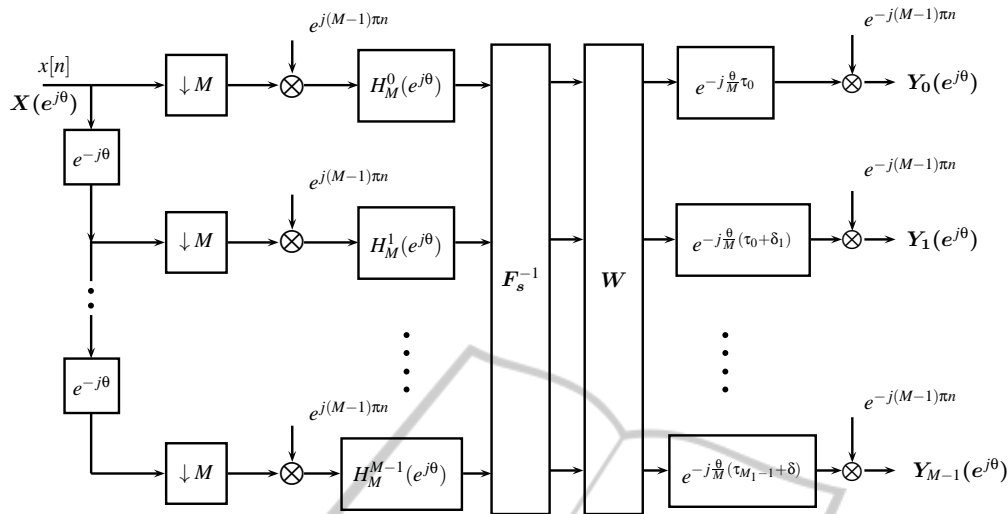 e^{j(M−1)πn} e^{−j(M−1)πn}
x[n] ↓ M H_M^0(e^{jθ}) e^{−j\frac{θ}{M}τ_0} Y_0(e^{jθ})
X(e^{jθ})
e^{−jθ}
e^{j(M−1)πn} e^{−j(M−1)πn}
↓ M H_M^1(e^{jθ}) e^{−j\frac{θ}{M}(τ_0+δ_1)} Y_1(e^{jθ})
F_s^{−1} W
e^{−jθ}
e^{j(M−1)πn} e^{−j(M−1)πn}
↓ M H_M^{M−1}(e^{jθ}) e^{−j\frac{θ}{M}(τ_{M_1−1}+δ)} Y_{M−1}(e^{jθ})